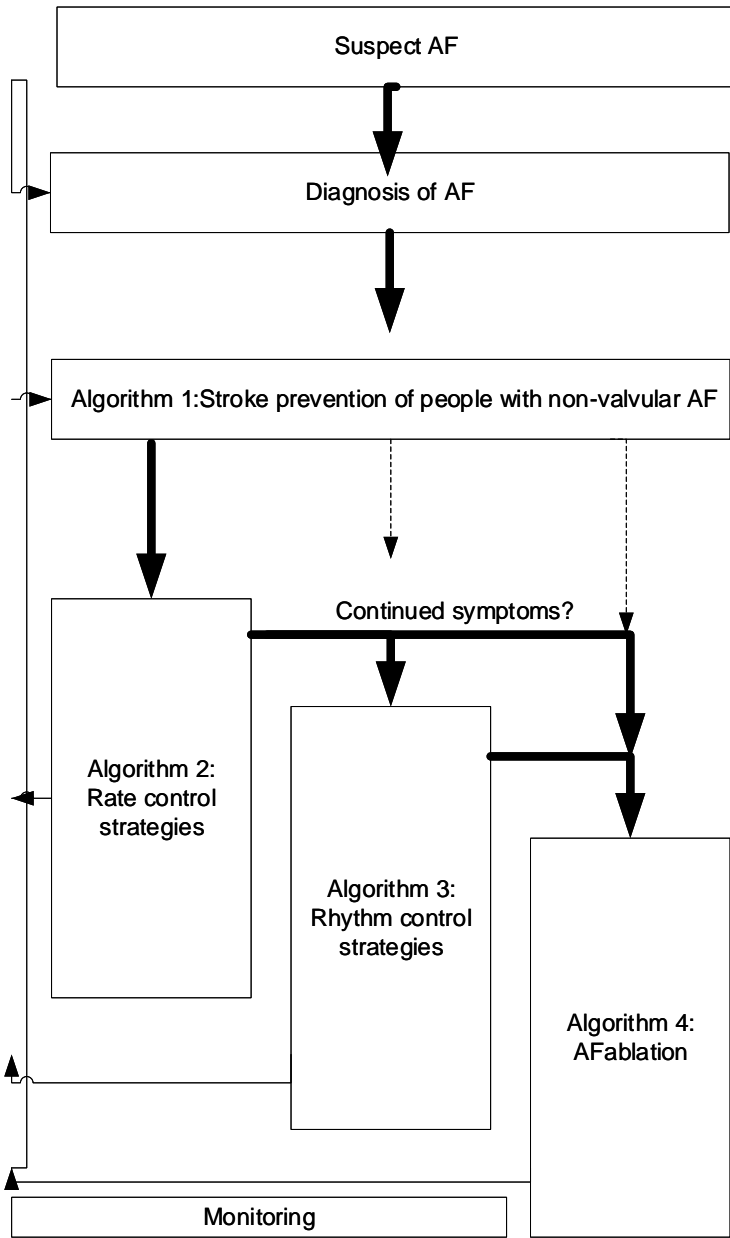 Suspect AF
Diagnosis of AF
Algorithm 1:Stroke prevention of people with non-valvular AF
Continued symptoms?
Algorithm 2:
Rate control
strategies
Algorithm 3:
Rhythm control
strategies
Algorithm 4:
AFablation
Monitoring